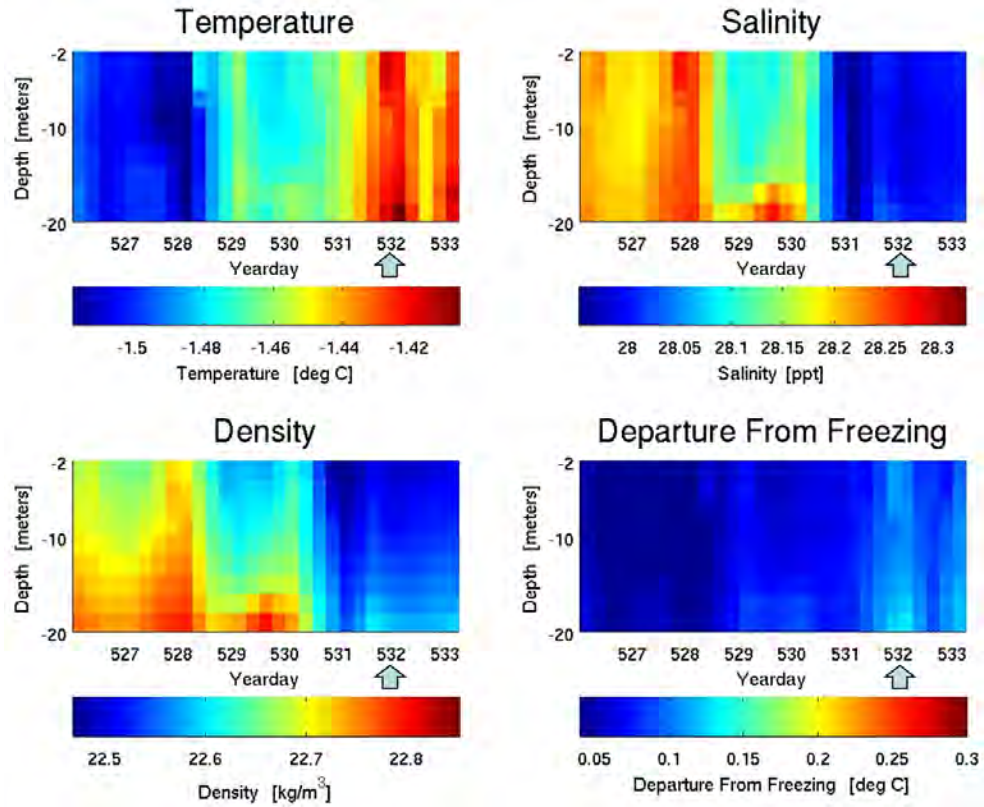 Temperature
-2
-10
-20
Depth [meters]
527 528 529 530 531 532 533
Yearday
-1.5 -1.48 -1.46 -1.44 -1.42
Temperature [deg C]
Salinity
-2
-10
-20
Depth [meters]
527 528 529 530 531 532 533
Yearday
28 28.05 28.1 28.15 28.2 28.25 28.3
Salinity [ppt]
Density
-2
-10
-20
Depth [meters]
527 528 529 530 531 532 533
Yearday
22.5 22.6 22.7 22.8
Density [kg/m³]
Departure From Freezing
-2
-10
-20
Depth [meters]
527 528 529 530 531 532 533
Yearday
0.05 0.1 0.15 0.2 0.25 0.3
Departure From Freezing [deg C]